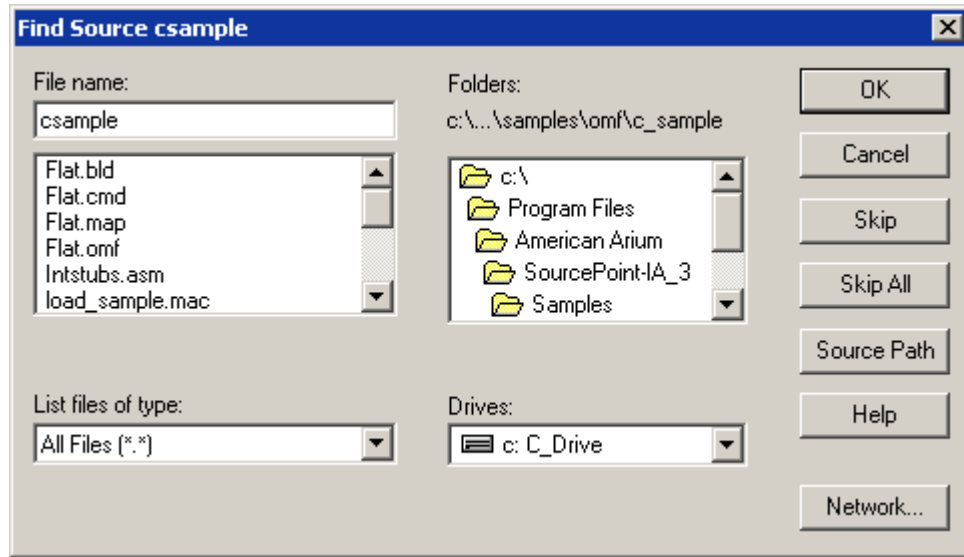 Find Source csample
File name:
csample
Flat.bld
Flat.cmd
Flat.map
Flat.omf
Intstubs.asm
load_sample.mac
List files of type:
All Files (*.*)
Folders:
c:\...\samples\omf\c_sample
c:\
Program Files
American Arium
SourcePoint-IA_3
Samples
Drives:
c: C_Drive
OK
Cancel
Skip
Skip All
Source Path
Help
Network...